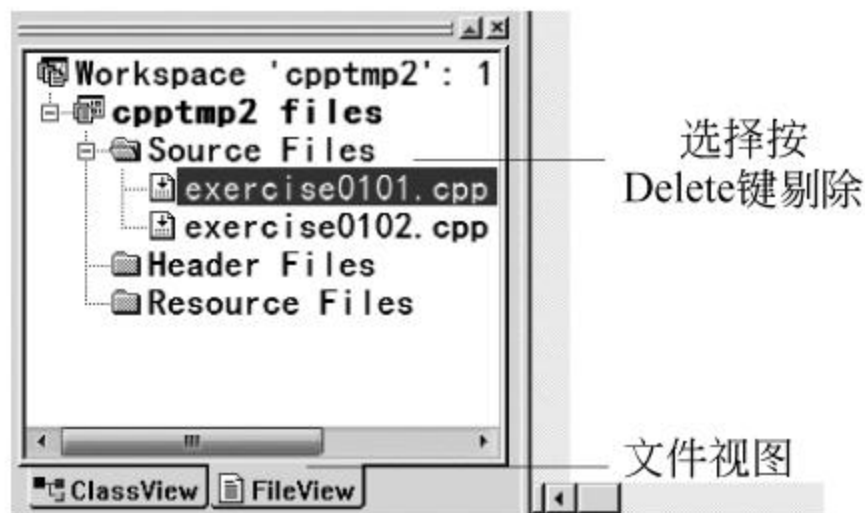 Workspace 'cpptmp2': 1
cpptmp2 files
Source Files
exercise0101.cpp
exercise0102.cpp
Header Files
Resource Files
选择按
Delete键剔除
文件视图
ClassView
FileView